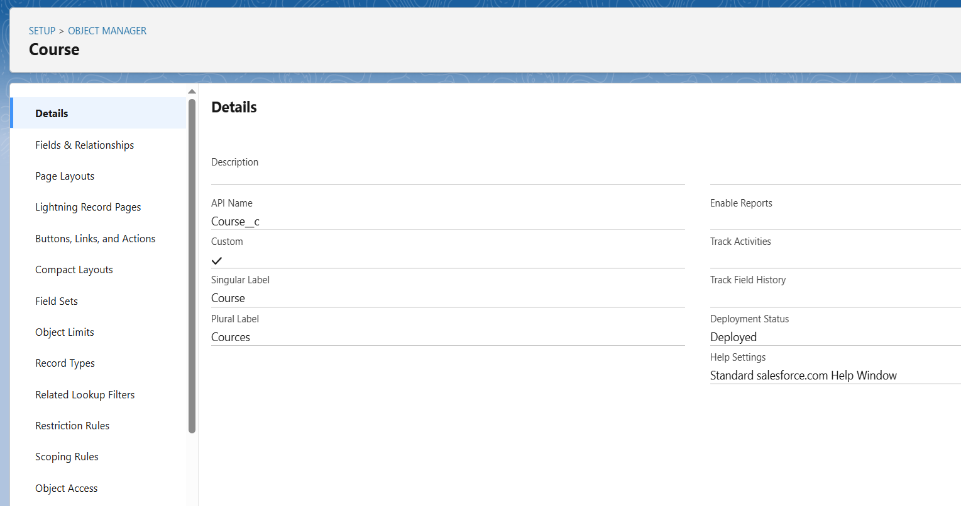 SETUP > OBJECT MANAGER
Course
Details
Fields & Relationships
Page Layouts
Lightning Record Pages
Buttons, Links, and Actions
Compact Layouts
Field Sets
Object Limits
Record Types
Related Lookup Filters
Restriction Rules
Scoping Rules
Object Access
Details
Description
API Name
Course__c
Custom
Singular Label
Course
Plural Label
Cources
Enable Reports
Track Activities
Track Field History
Deployment Status
Deployed
Help Settings
Standard salesforce.com Help Window